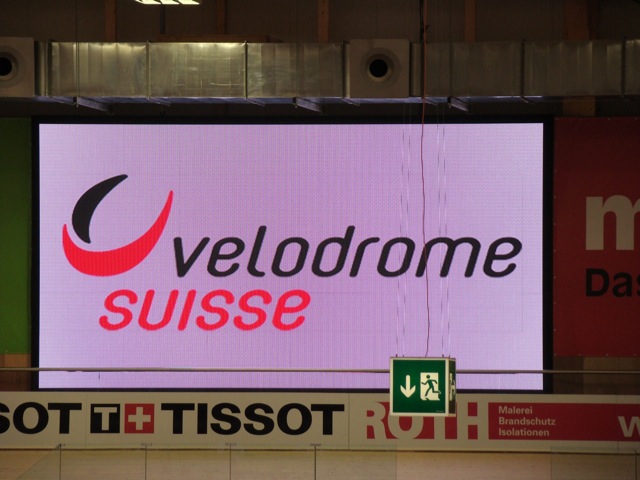 velodrome
suisse
m
Das
SOT T+ TISSOT
ROTH
Malerei
Brandschutz
Isolationen
w